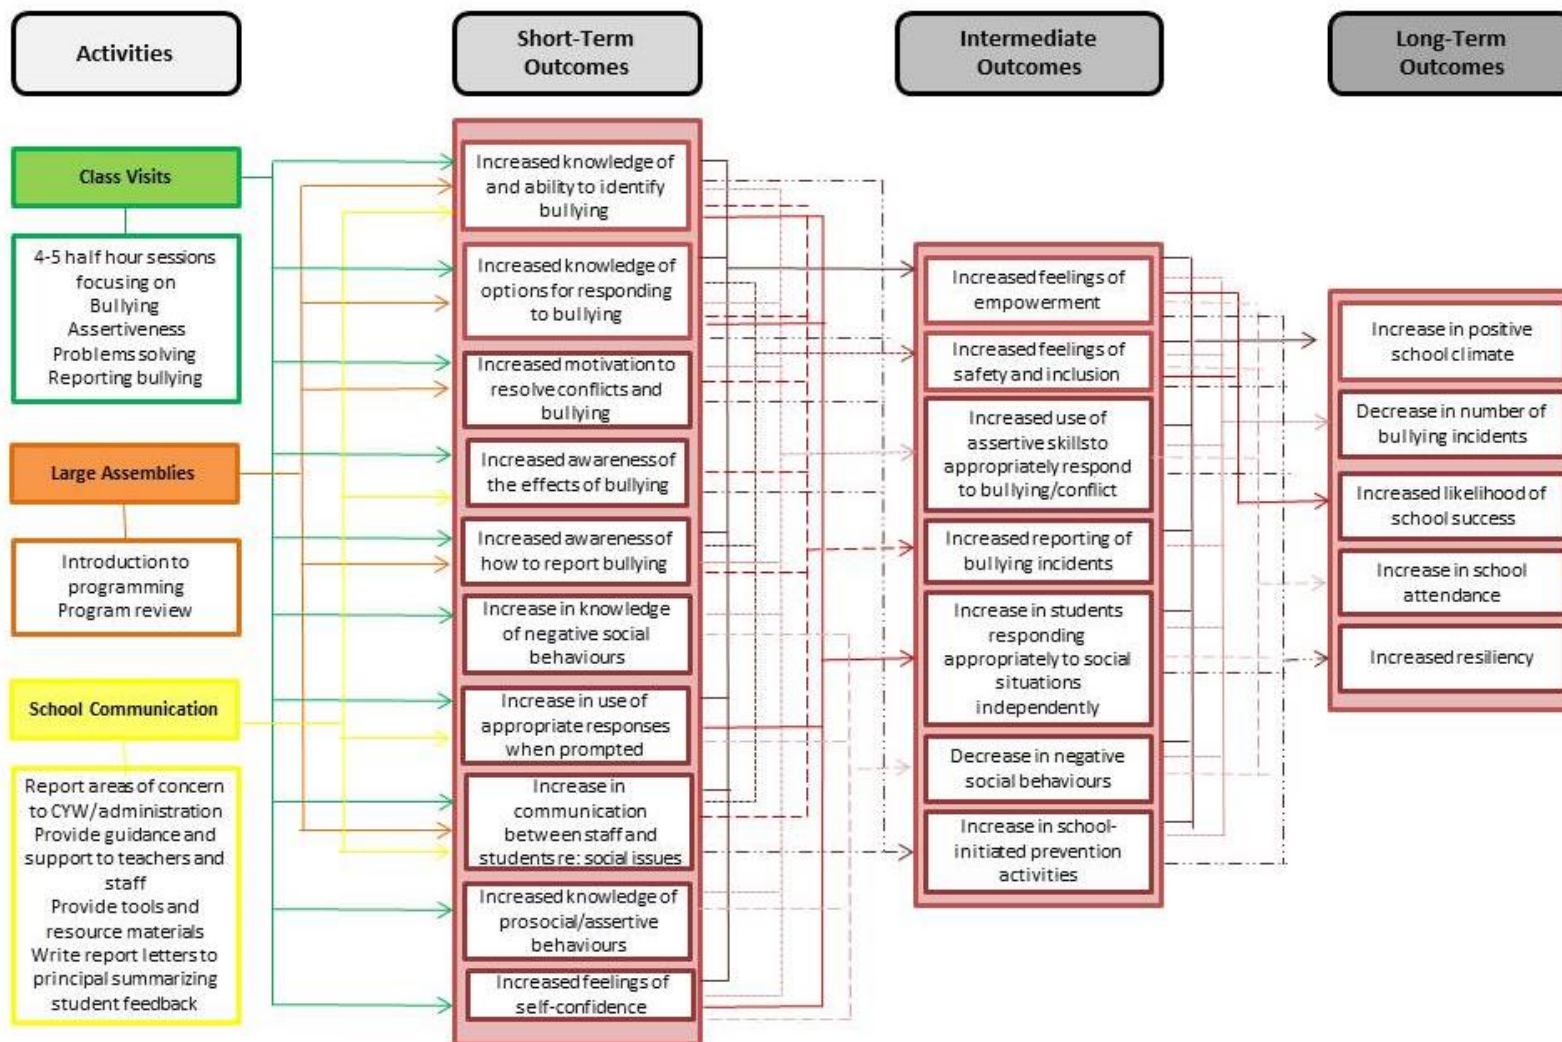 Activities
Short-Term
Outcomes
Intermediate
Outcomes
Long-Term
Outcomes
Class Visits
4-5 half hour sessions
focusing on
Bullying
Assertiveness
Problems solving
Reporting bullying
Large Assemblies
Introduction to
programming
Program review
School Communication
Report areas of concern
to CYW/administration
Provide guidance and
support to teachers and
staff
Provide tools and
resource materials
Write report letters to
principal summarizing
student feedback
Increased knowledge of
and ability to identify
bullying
Increased knowledge of
options for responding
to bullying
Increased motivation to
resolve conflicts and
bullying
Increased awareness of
the effects of bullying
Increased awareness of
how to report bullying
Increase in knowledge
of negative social
behaviours
Increase in use of
appropriate responses
when prompted
Increase in
communication
between staff and
students re: social issues
Increased knowledge of
prosocial/assertive
behaviours
Increased feelings of
self-confidence
Increased feelings of
empowerment
Increased feelings of
safety and inclusion
Increased use of
assertive skills to
appropriately respond
to bullying/conflict
Increased reporting of
bullying incidents
Increase in students
responding
appropriately to social
situations
independently
Decrease in negative
social behaviours
Increase in school-
initiated prevention
activities
Increase in positive
school climate
Decrease in number of
bullying incidents
Increased likelihood of
school success
Increase in school
attendance
Increased resiliency